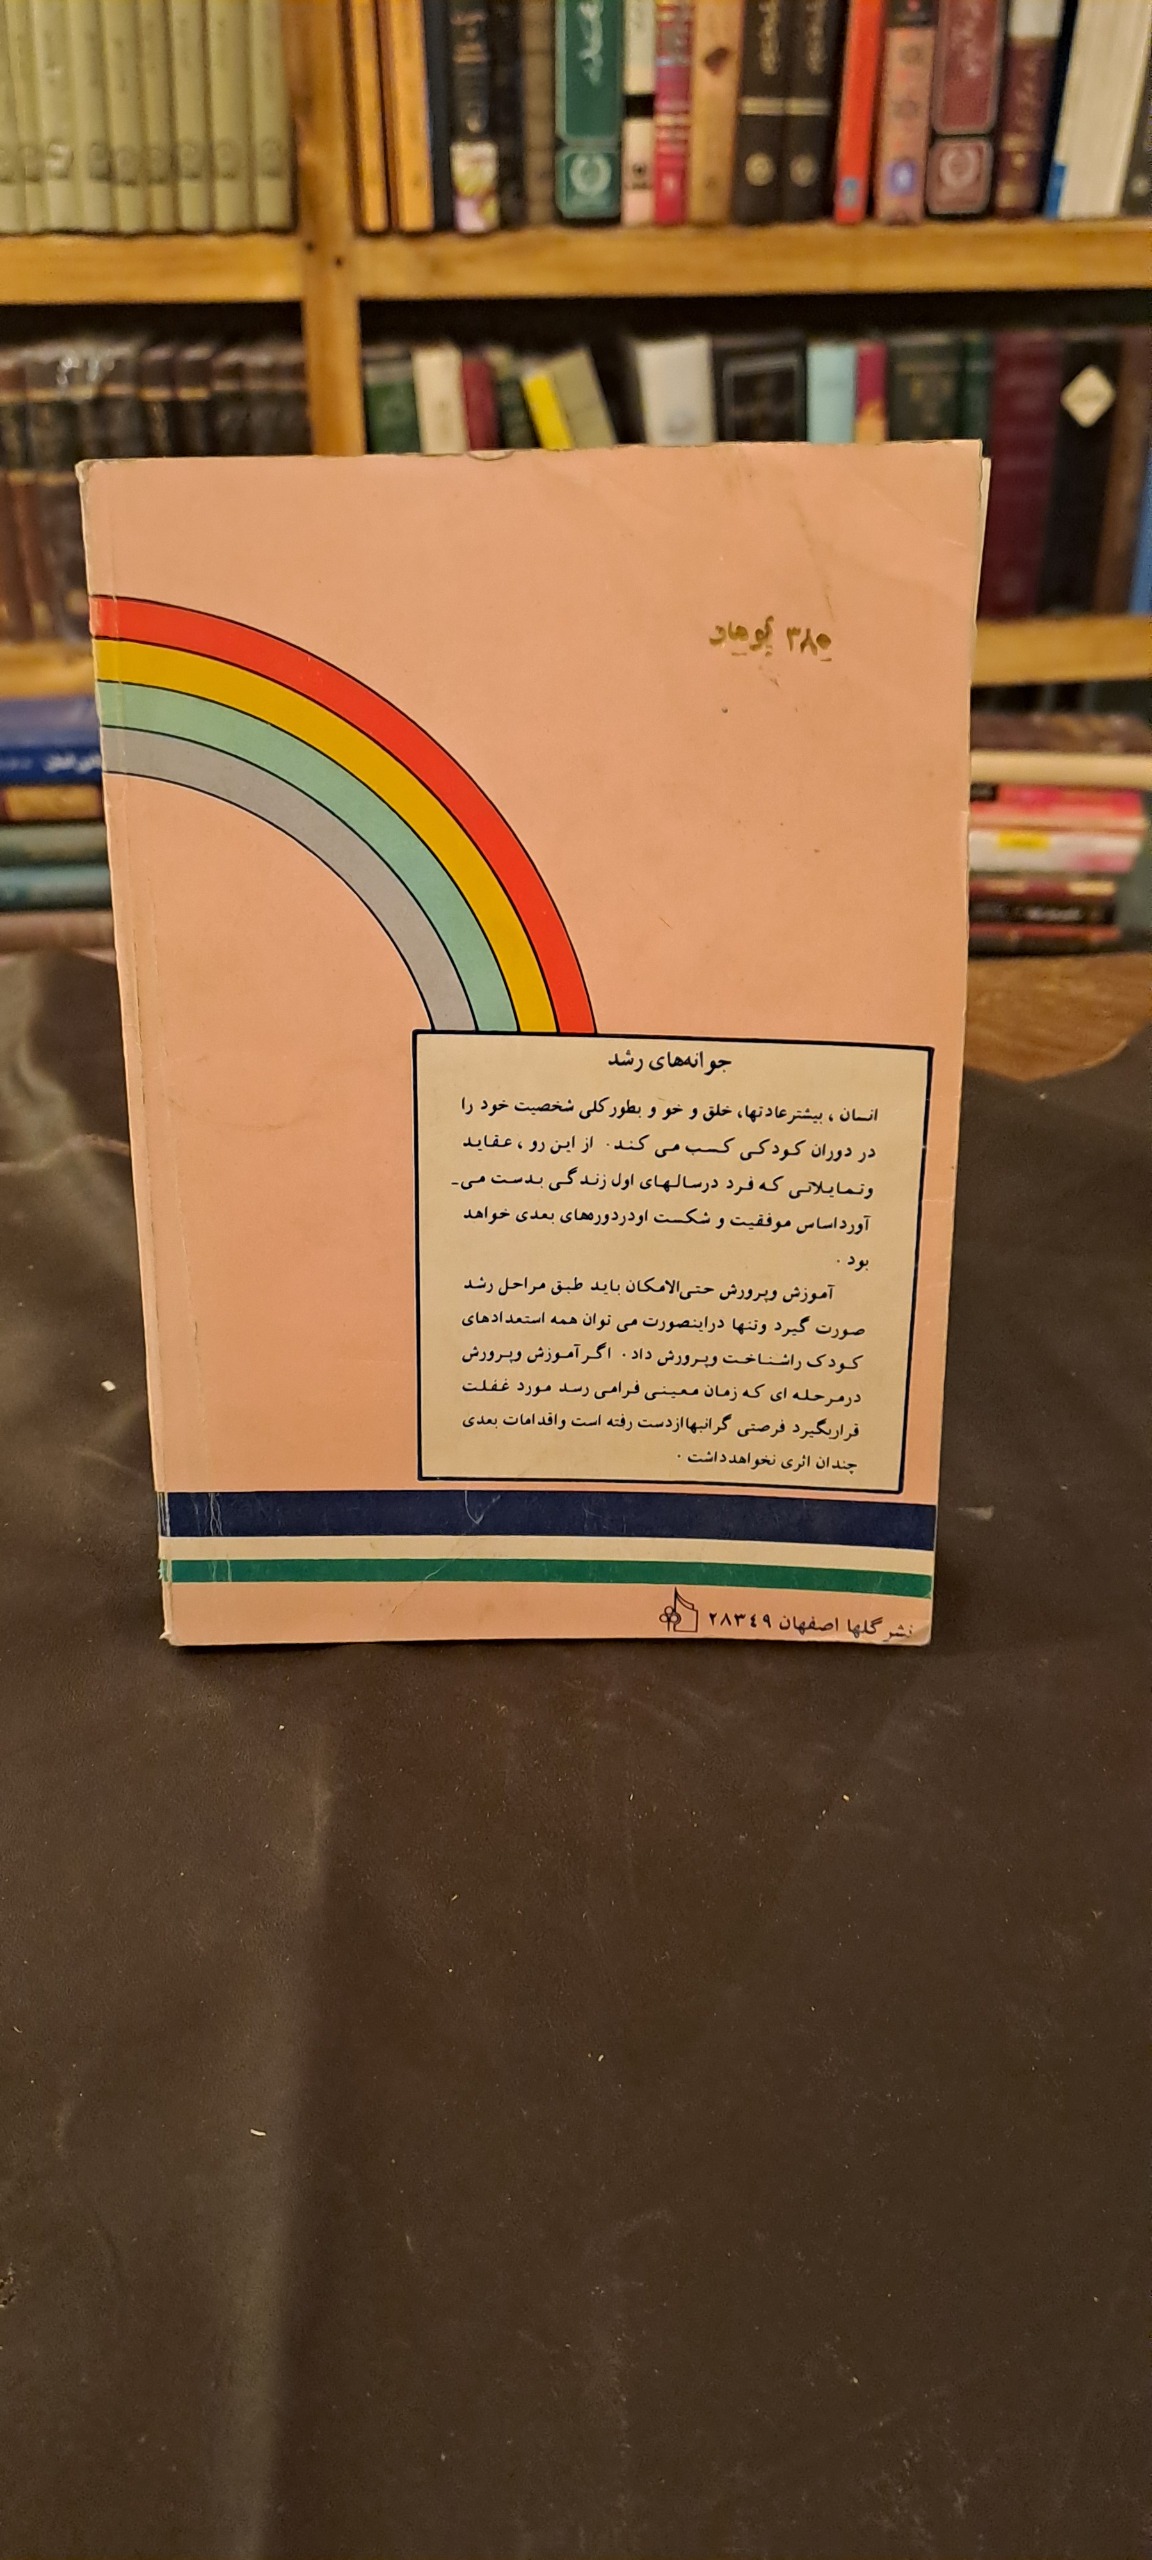 ۳۸۰ تومان
جوانه‌های رشد
انسان ، بیشترعادتها، خلق و خو و بطورکلی شخصیت خود را
در دوران کودکی کسب می کند. از این رو ، عقاید
وتمایلاتی که فرد درسالهای اول زندگی بدست می-
آورداساس موفقیت و شکست اودردوره‌های بعدی خواهد
بود .
آموزش وپرورش حتی‌الامکان باید طبق مراحل رشد
صورت گیرد وتنها دراینصورت می توان همه استعدادهای
کودک راشناخت وپرورش داد. اگرآموزش وپرورش
درمرحله ای که زمان معینی فرامی رسد مورد غفلت
قراربگیرد فرصتی گرانبهاازدست رفته است واقدامات بعدی
چندان اثری نخواهدداشت .
نشر گلها اصفهان ۲۸۳٤۹